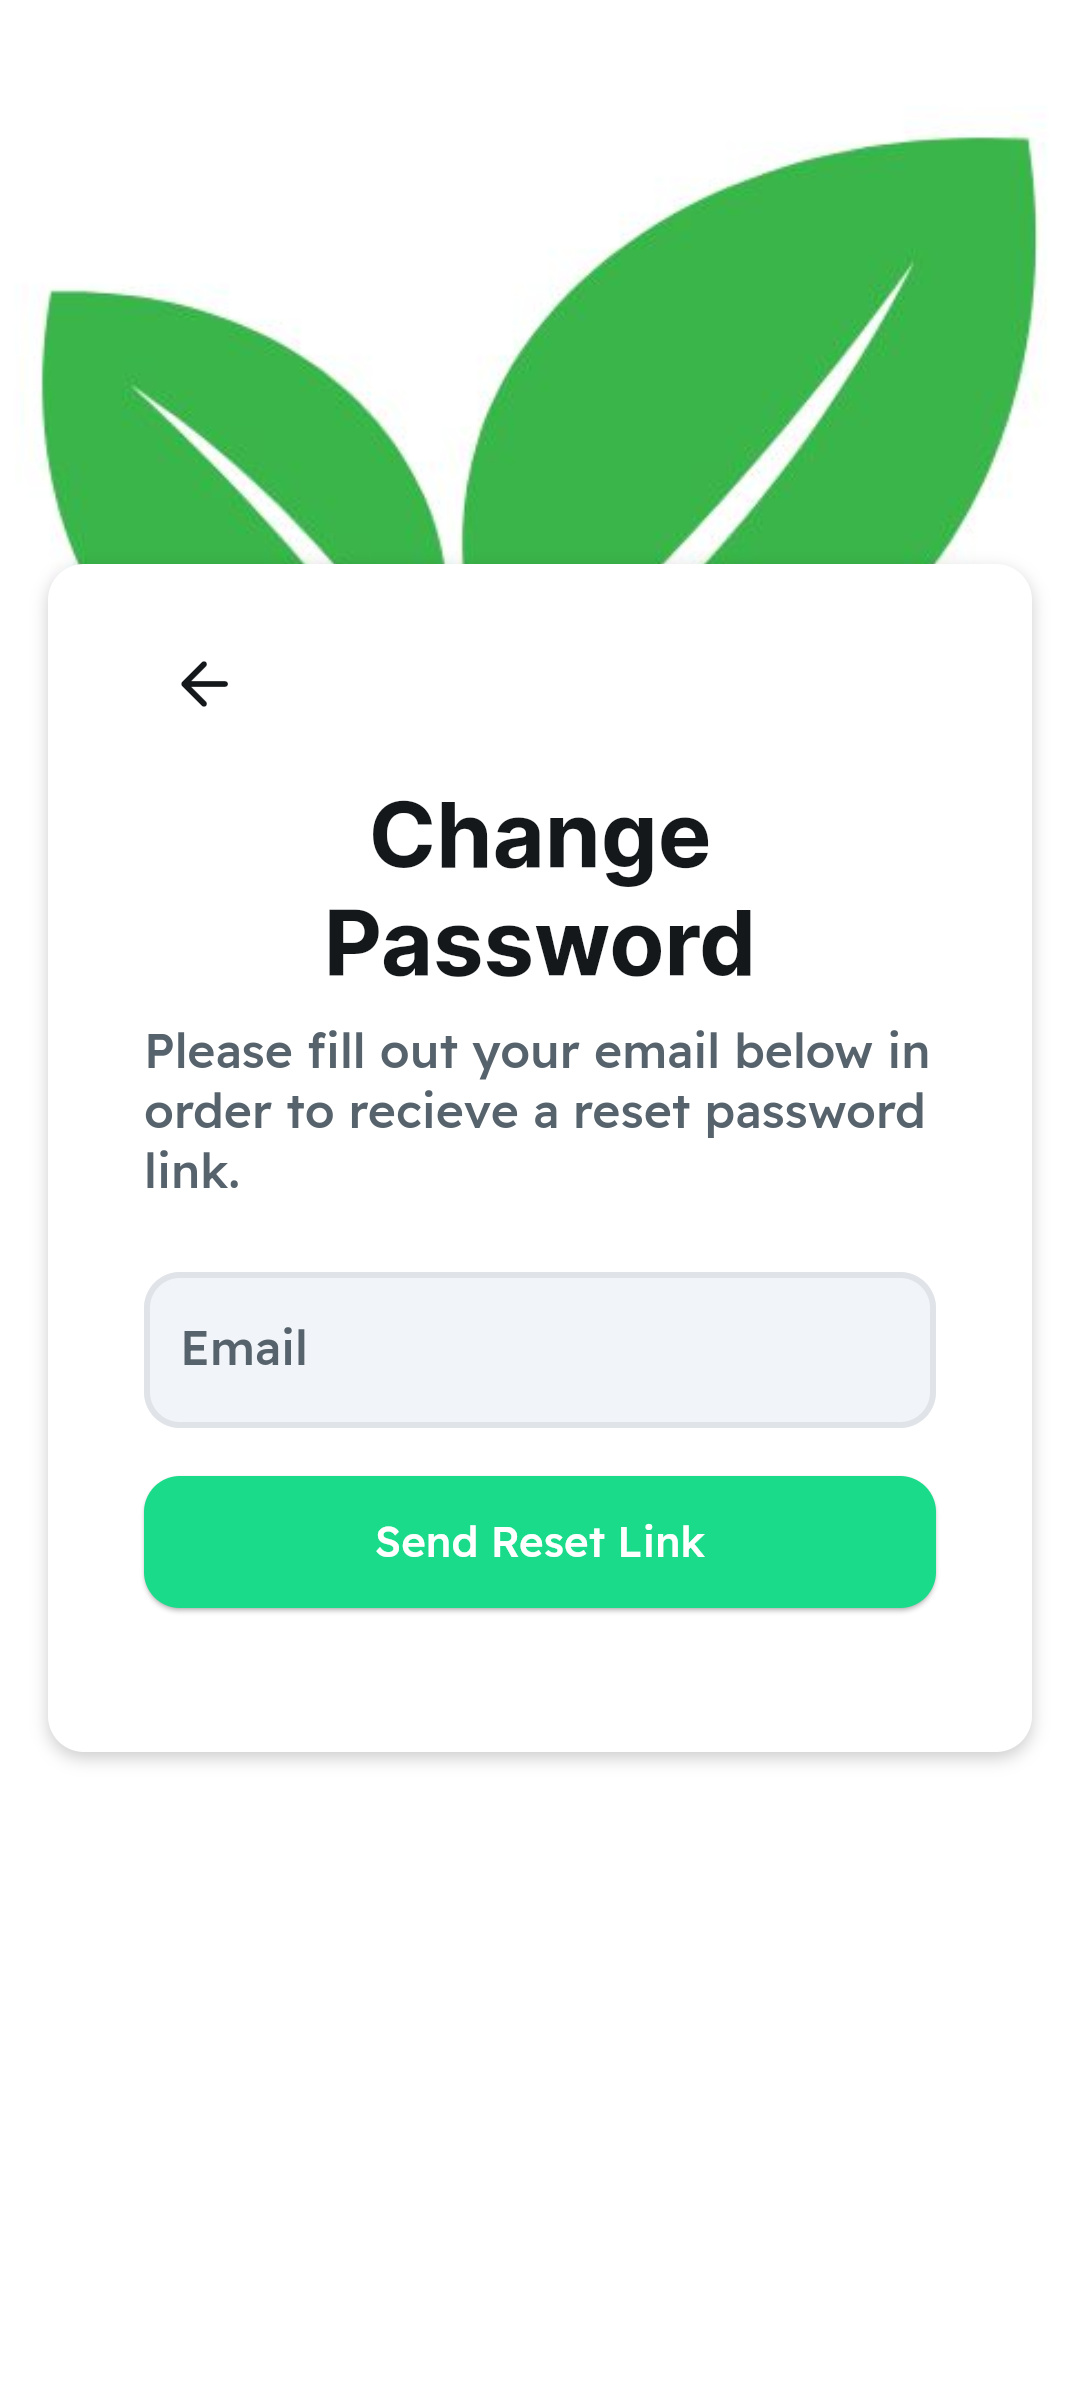 Change
Password
Please fill out your email below in
order to recieve a reset password
link.
Email
Send Reset Link